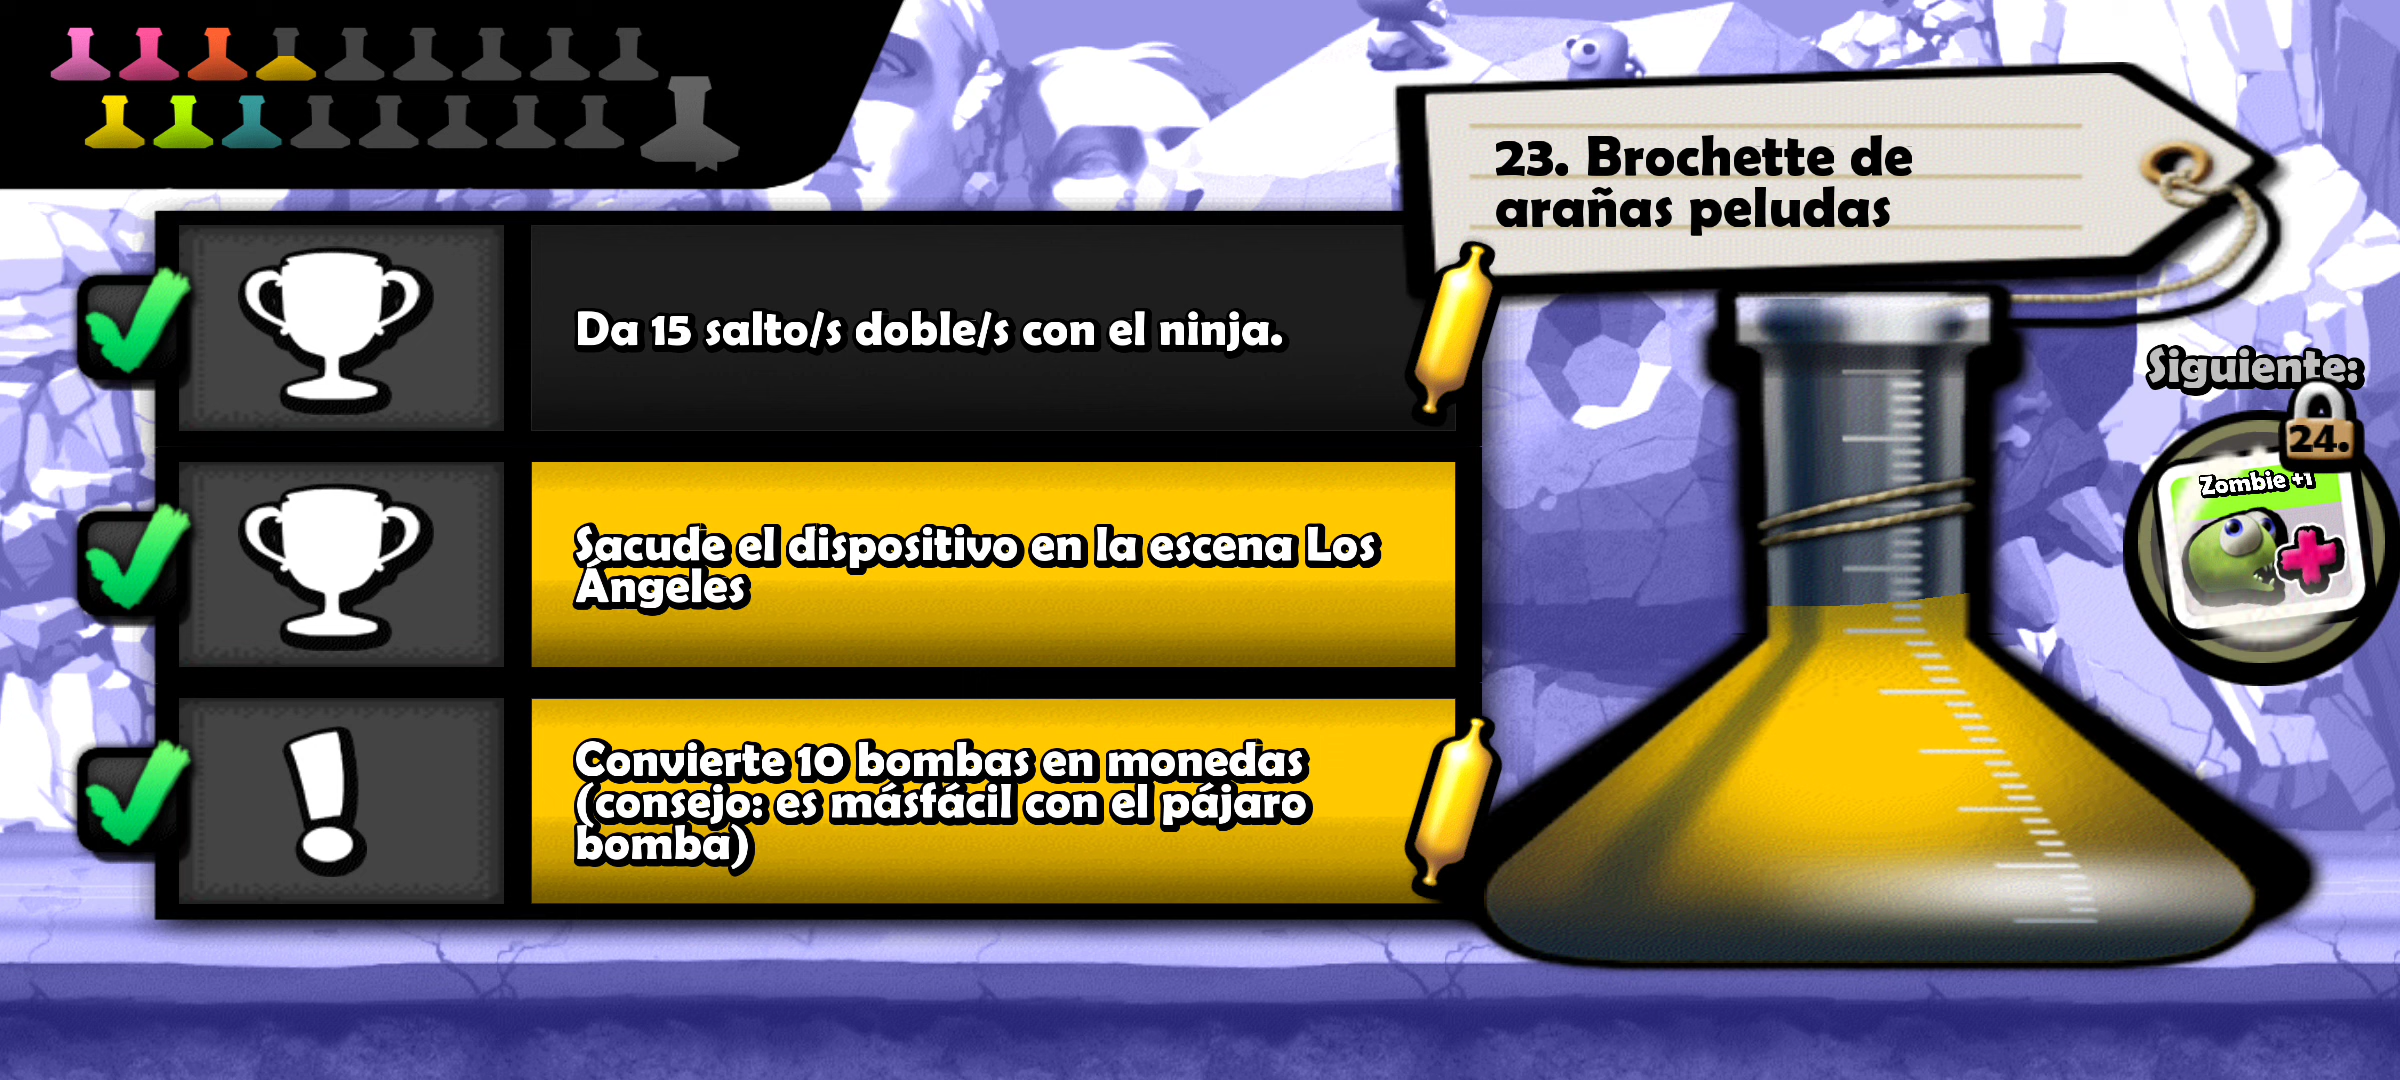 23. Brochette de
arañas peludas
Da 15 salto/s doble/s con el ninja.
Siguiente:
24.
Zombie +1
Sacude el dispositivo en la escena Los
Ángeles
Convierte 10 bombas en monedas
(consejo: es másfácil con el pájaro
bomba)